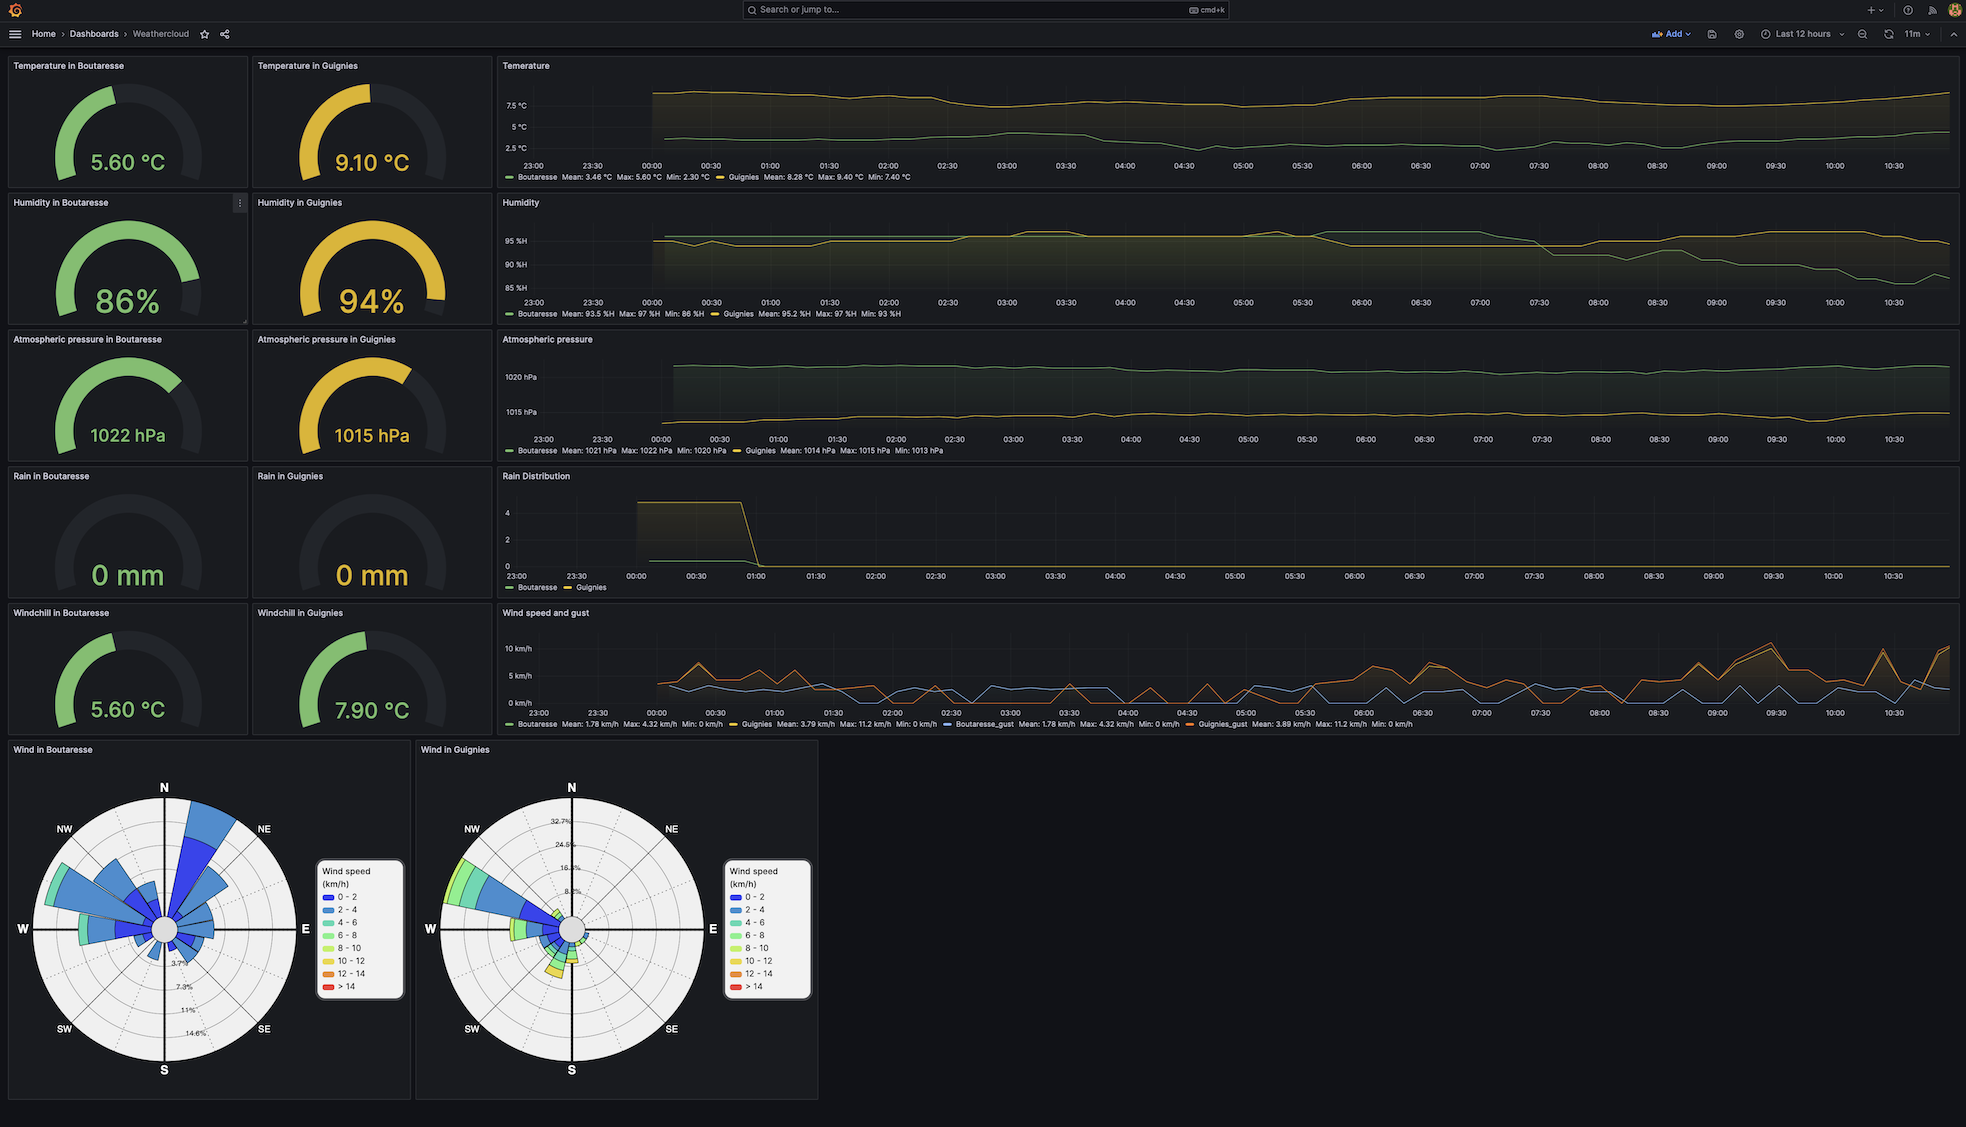 Search or jump to...
cmd+k
Home › Dashboards › Weathercloud
Add
Last 12 hours
11m
Temperature in Boutaresse
5.60 °C
Temperature in Guignies
9.10 °C
Temerature
7.5 °C
5 °C
2.5 °C
23:00 23:30 00:00 00:30 01:00 01:30 02:00 02:30 03:00 03:30 04:00 04:30 05:00 05:30 06:00 06:30 07:00 07:30 08:00 08:30 09:00 09:30 10:00 10:30
Boutaresse Mean: 3.46 °C Max: 5.60 °C Min: 2.30 °C Guignies Mean: 8.28 °C Max: 9.40 °C Min: 7.40 °C
Humidity in Boutaresse
86%
Humidity in Guignies
94%
Humidity
95 %H
90 %H
85 %H
23:00 23:30 00:00 00:30 01:00 01:30 02:00 02:30 03:00 03:30 04:00 04:30 05:00 05:30 06:00 06:30 07:00 07:30 08:00 08:30 09:00 09:30 10:00 10:30
Boutaresse Mean: 93.5 %H Max: 97 %H Min: 86 %H Guignies Mean: 95.2 %H Max: 97 %H Min: 93 %H
Atmospheric pressure in Boutaresse
1022 hPa
Atmospheric pressure in Guignies
1015 hPa
Atmospheric pressure
1020 hPa
1015 hPa
23:00 23:30 00:00 00:30 01:00 01:30 02:00 02:30 03:00 03:30 04:00 04:30 05:00 05:30 06:00 06:30 07:00 07:30 08:00 08:30 09:00 09:30 10:00 10:30
Boutaresse Mean: 1021 hPa Max: 1022 hPa Min: 1020 hPa Guignies Mean: 1014 hPa Max: 1015 hPa Min: 1013 hPa
Rain in Boutaresse
0 mm
Rain in Guignies
0 mm
Rain Distribution
4
2
0
23:00 23:30 00:00 00:30 01:00 01:30 02:00 02:30 03:00 03:30 04:00 04:30 05:00 05:30 06:00 06:30 07:00 07:30 08:00 08:30 09:00 09:30 10:00 10:30
Boutaresse Guignies
Windchill in Boutaresse
5.60 °C
Windchill in Guignies
7.90 °C
Wind speed and gust
10 km/h
5 km/h
0 km/h
23:00 23:30 00:00 00:30 01:00 01:30 02:00 02:30 03:00 03:30 04:00 04:30 05:00 05:30 06:00 06:30 07:00 07:30 08:00 08:30 09:00 09:30 10:00 10:30
Boutaresse Mean: 1.78 km/h Max: 4.32 km/h Min: 0 km/h Guignies Mean: 3.79 km/h Max: 11.2 km/h Min: 0 km/h Boutaresse_gust Mean: 1.78 km/h Max: 4.32 km/h Min: 0 km/h Guignies_gust Mean: 3.89 km/h Max: 11.2 km/h Min: 0 km/h
Wind in Boutaresse
N
NW NE
W E
3.7%
7.3%
11%
14.6%
SW SE
S
Wind speed
(km/h)
0 - 2
2 - 4
4 - 6
6 - 8
8 - 10
10 - 12
12 - 14
> 14
Wind in Guignies
N
32.7%
NW NE
24.5%
16.3%
8.2%
W E
SW SE
S
Wind speed
(km/h)
0 - 2
2 - 4
4 - 6
6 - 8
8 - 10
10 - 12
12 - 14
> 14